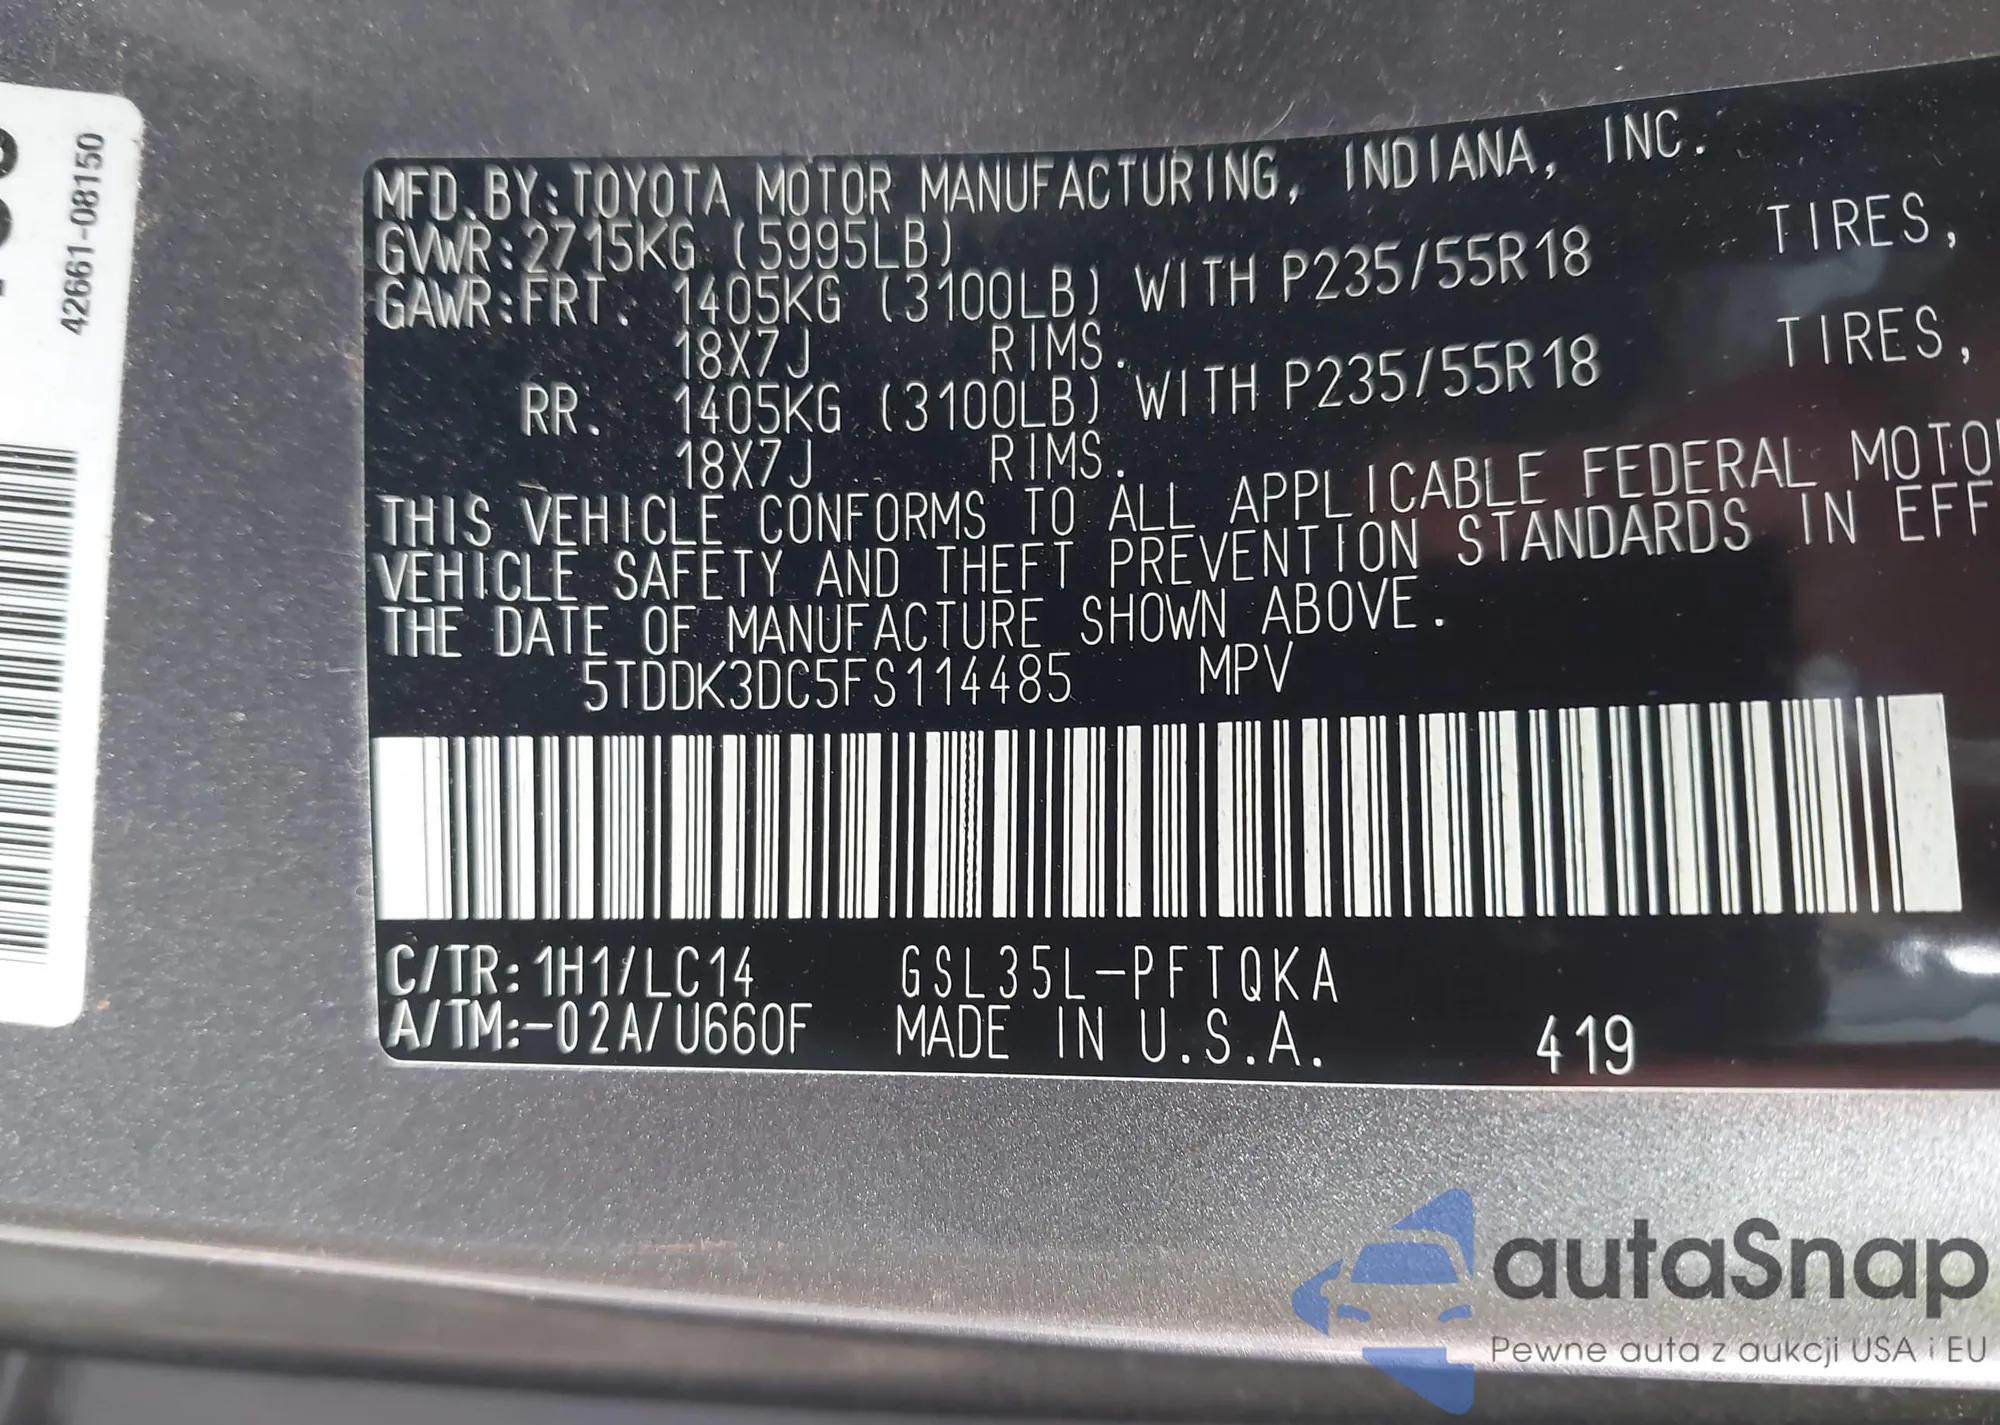 42661-08150
MFD. BY: TOYOTA MOTOR MANUFACTURING, INDIANA, INC.
GVWR: 2715KG (5995LB)
GAWR: FRT. 1405KG (3100LB) WITH P235/55R18 TIRES,
18X7J RIMS.
RR. 1405KG (3100LB) WITH P235/55R18 TIRES,
18X7J RIMS.
THIS VEHICLE CONFORMS TO ALL APPLICABLE FEDERAL MOTO
VEHICLE SAFETY AND THEFT PREVENTION STANDARDS IN EFF
THE DATE OF MANUFACTURE SHOWN ABOVE.
5TDDK3DC5FS114485 MPV
C/TR: 1H1/LC14 GSL35L-PFTQKA
A/TM:-02A/U660F MADE IN U.S.A. 419
autaSnap
Pewne auta z aukcji USA i EU